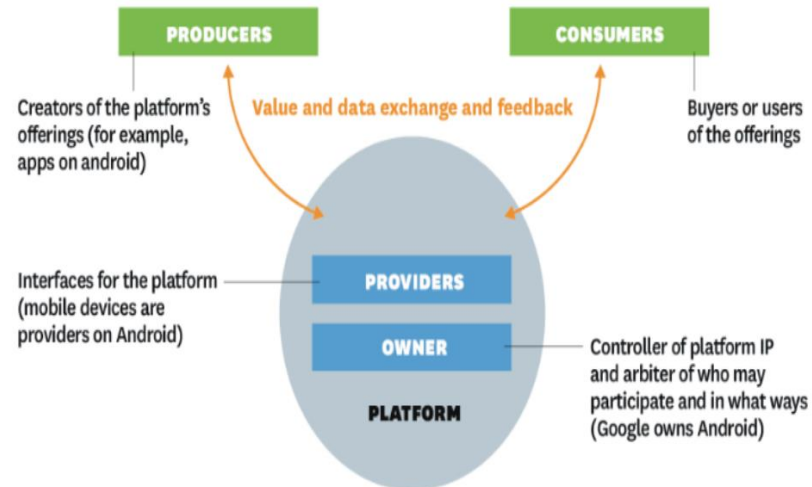 PRODUCERS
CONSUMERS
Creators of the platform's
offerings (for example,
apps on android)
Value and data exchange and feedback
Buyers or users
of the offerings
Interfaces for the platform
(mobile devices are
providers on Android)
PROVIDERS
OWNER
Controller of platform IP
and arbiter of who may
participate and in what ways
(Google owns Android)
PLATFORM